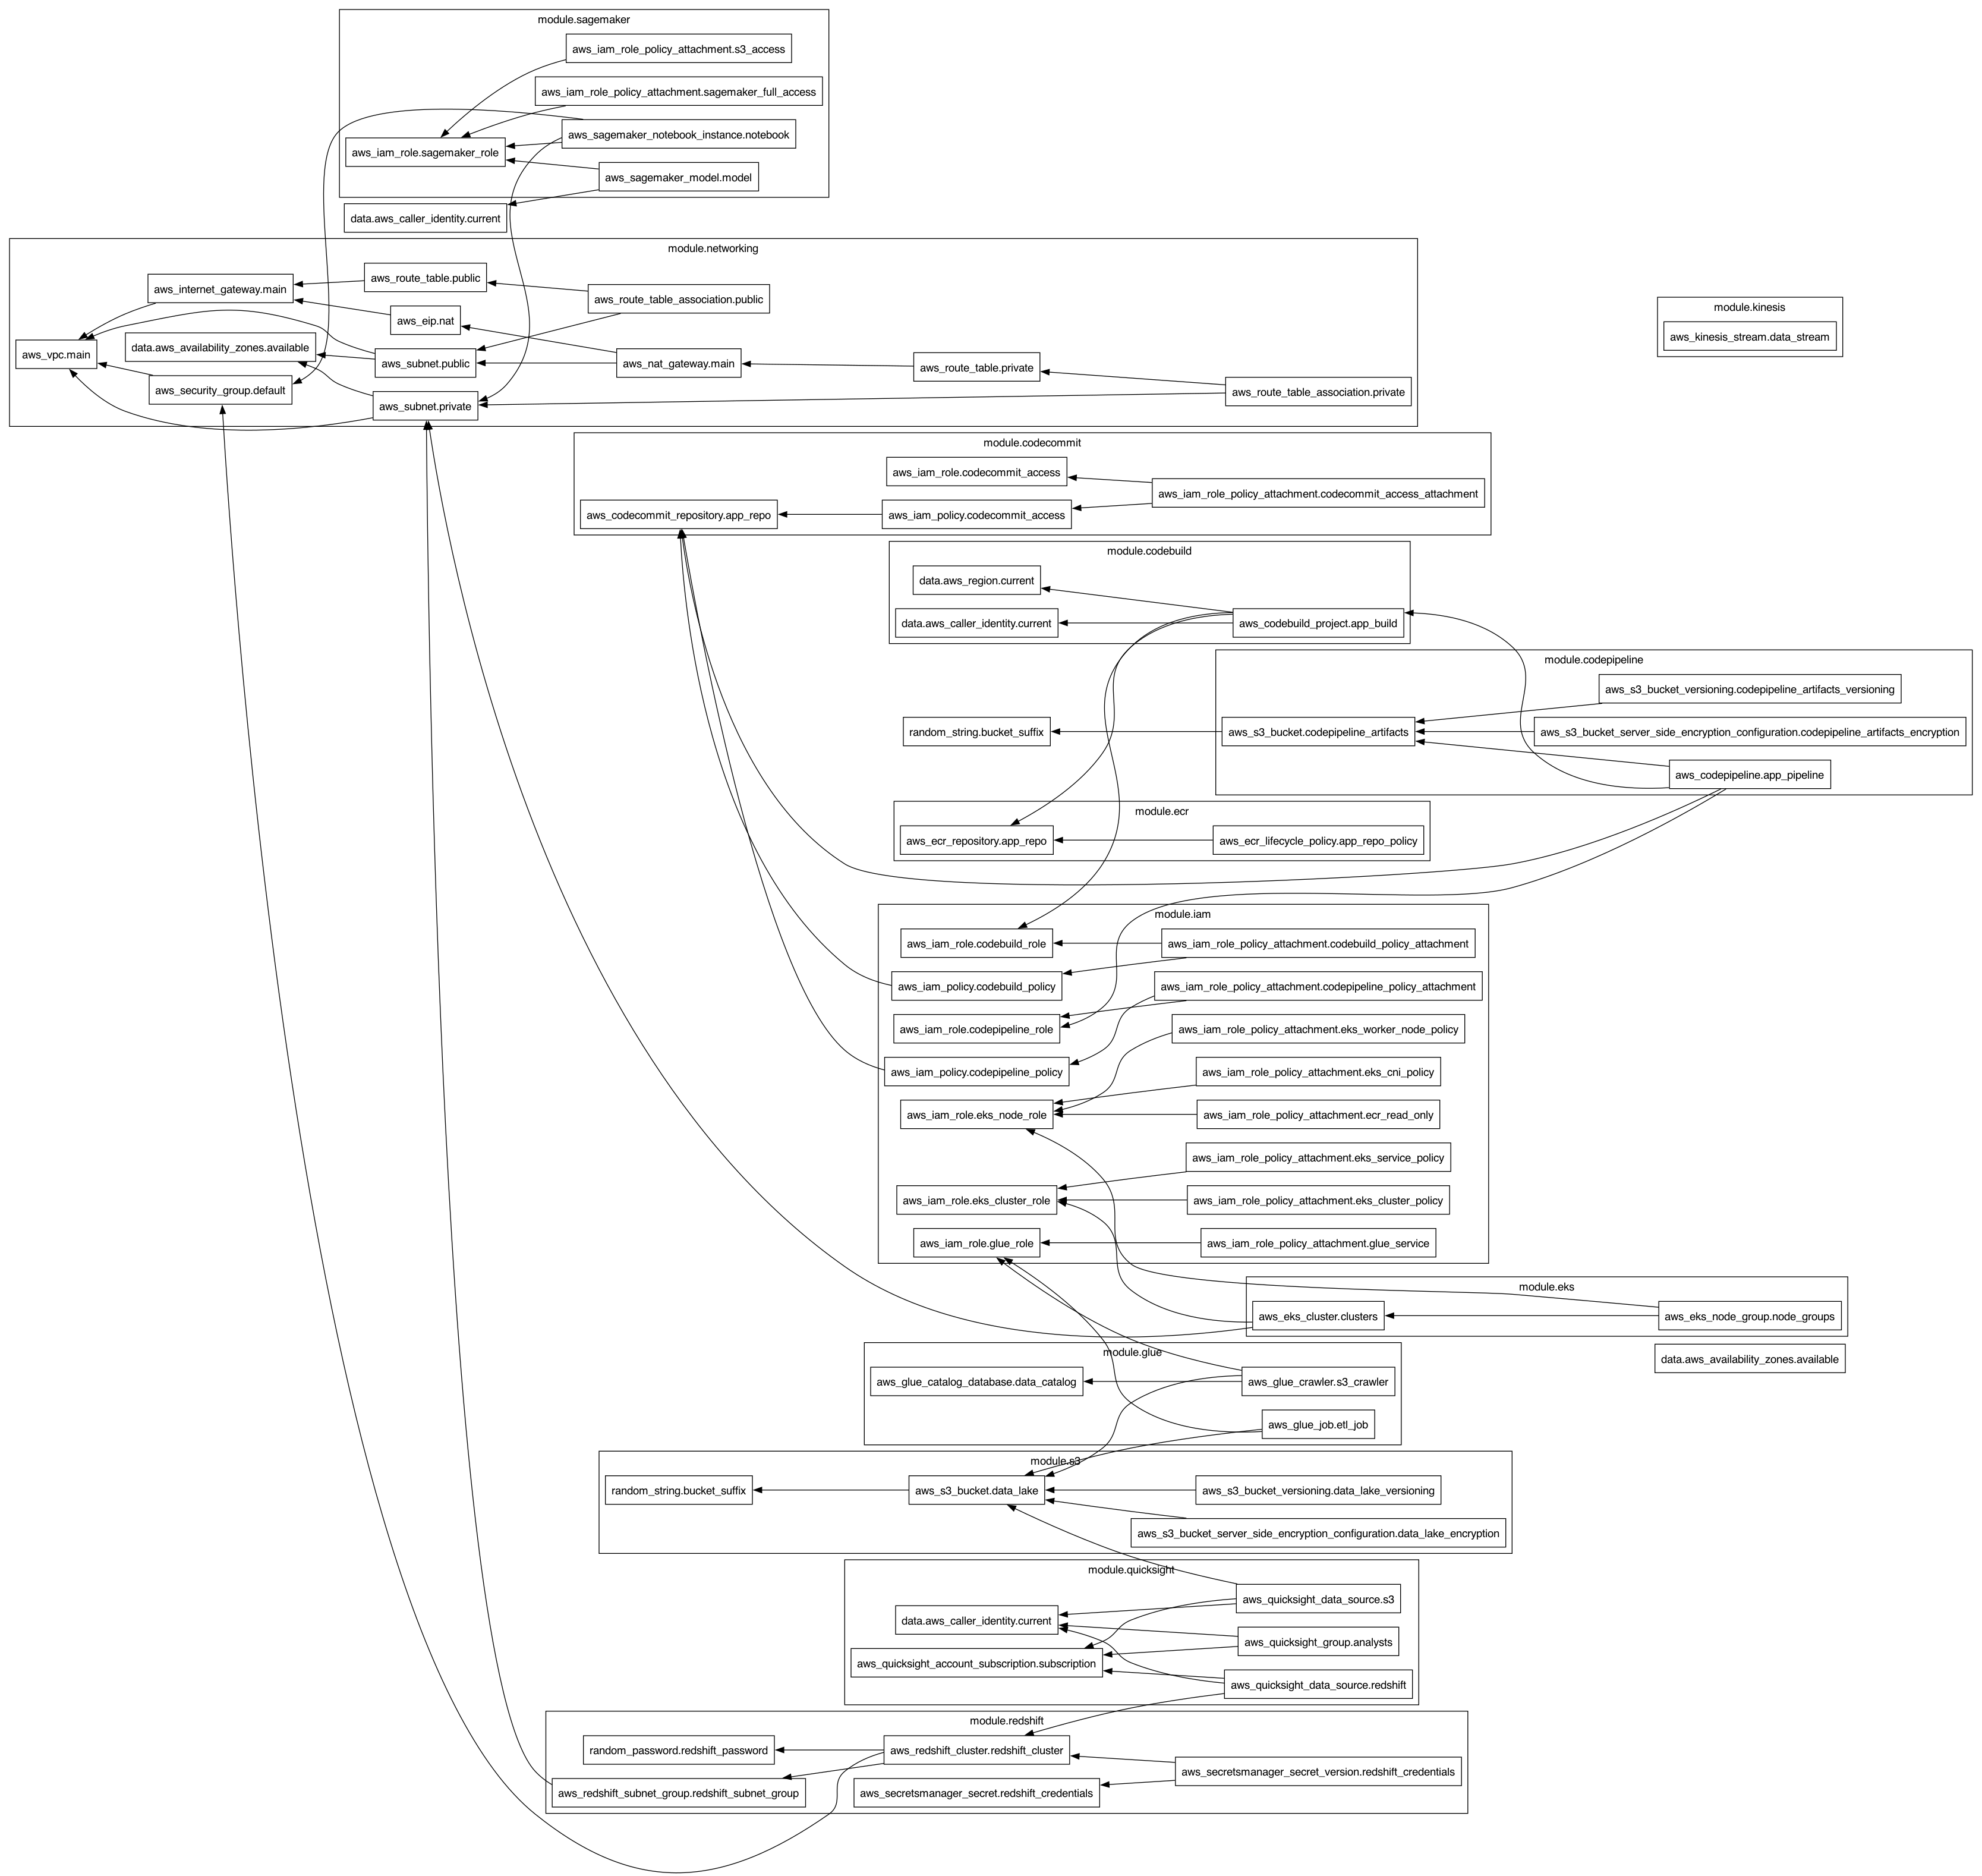 module.sagemaker
aws_iam_role_policy_attachment.s3_access
aws_iam_role_policy_attachment.sagemaker_full_access
aws_sagemaker_notebook_instance.notebook
aws_iam_role.sagemaker_role
aws_sagemaker_model.model
data.aws_caller_identity.current
module.networking
aws_route_table.public
aws_internet_gateway.main
aws_route_table_association.public
aws_eip.nat
data.aws_availability_zones.available
aws_vpc.main
aws_subnet.public
aws_nat_gateway.main
aws_route_table.private
aws_security_group.default
aws_subnet.private
aws_route_table_association.private
module.kinesis
aws_kinesis_stream.data_stream
module.codecommit
aws_iam_role.codecommit_access
aws_iam_role_policy_attachment.codecommit_access_attachment
aws_codecommit_repository.app_repo
aws_iam_policy.codecommit_access
module.codebuild
data.aws_region.current
data.aws_caller_identity.current
aws_codebuild_project.app_build
module.codepipeline
aws_s3_bucket_versioning.codepipeline_artifacts_versioning
random_string.bucket_suffix
aws_s3_bucket.codepipeline_artifacts
aws_s3_bucket_server_side_encryption_configuration.codepipeline_artifacts_encryption
aws_codepipeline.app_pipeline
module.ecr
aws_ecr_repository.app_repo
aws_ecr_lifecycle_policy.app_repo_policy
module.iam
aws_iam_role.codebuild_role
aws_iam_role_policy_attachment.codebuild_policy_attachment
aws_iam_policy.codebuild_policy
aws_iam_role_policy_attachment.codepipeline_policy_attachment
aws_iam_role.codepipeline_role
aws_iam_role_policy_attachment.eks_worker_node_policy
aws_iam_policy.codepipeline_policy
aws_iam_role_policy_attachment.eks_cni_policy
aws_iam_role.eks_node_role
aws_iam_role_policy_attachment.ecr_read_only
aws_iam_role_policy_attachment.eks_service_policy
aws_iam_role.eks_cluster_role
aws_iam_role_policy_attachment.eks_cluster_policy
aws_iam_role.glue_role
aws_iam_role_policy_attachment.glue_service
module.eks
aws_eks_cluster.clusters
aws_eks_node_group.node_groups
data.aws_availability_zones.available
module.glue
aws_glue_catalog_database.data_catalog
aws_glue_crawler.s3_crawler
aws_glue_job.etl_job
module.s3
random_string.bucket_suffix
aws_s3_bucket.data_lake
aws_s3_bucket_versioning.data_lake_versioning
aws_s3_bucket_server_side_encryption_configuration.data_lake_encryption
module.quicksight
aws_quicksight_data_source.s3
data.aws_caller_identity.current
aws_quicksight_group.analysts
aws_quicksight_account_subscription.subscription
aws_quicksight_data_source.redshift
module.redshift
random_password.redshift_password
aws_redshift_cluster.redshift_cluster
aws_secretsmanager_secret_version.redshift_credentials
aws_redshift_subnet_group.redshift_subnet_group
aws_secretsmanager_secret.redshift_credentials